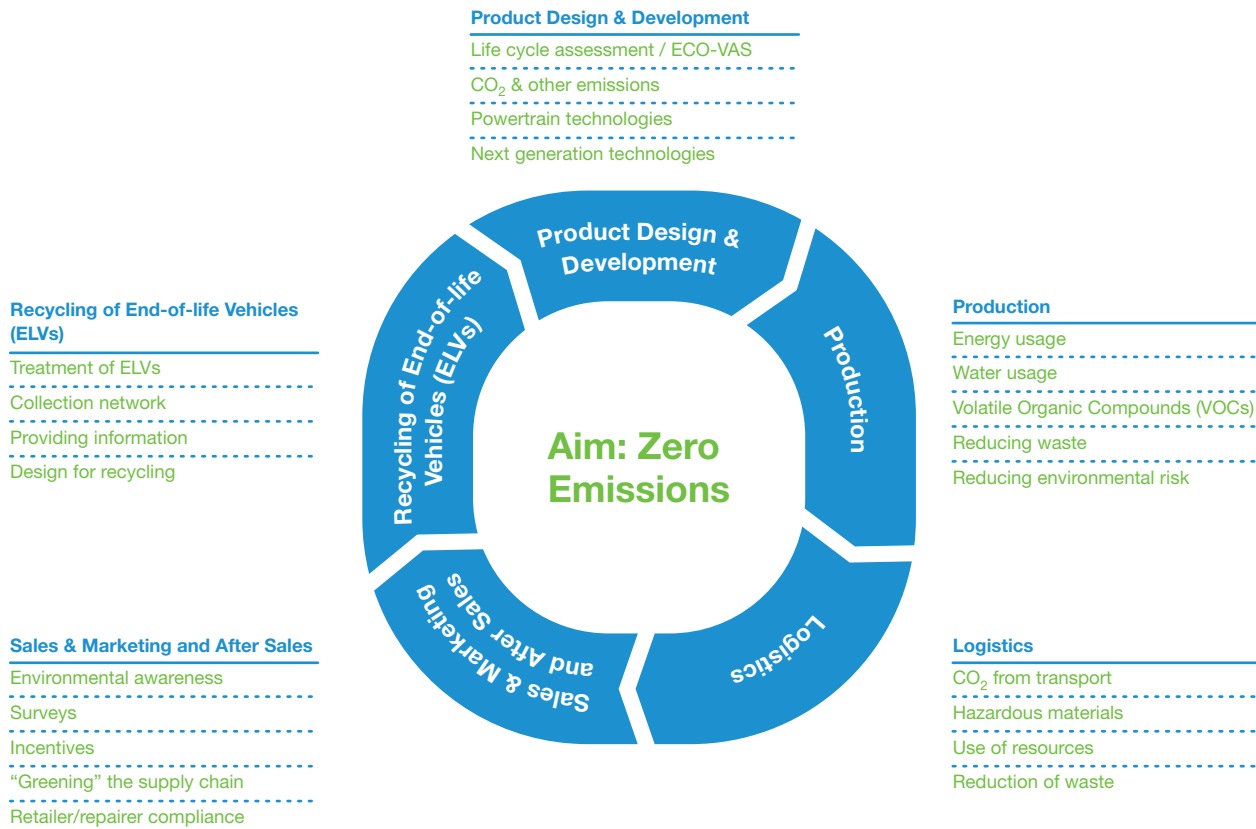 Product Design & Development
Life cycle assessment / ECO-VAS
CO₂ & other emissions
Powertrain technologies
Next generation technologies
Product Design &
Development
Production
Logistics
Sales & Marketing
and After Sales
Recycling of End-of-life
Vehicles (ELVs)
Aim: Zero
Emissions
Recycling of End-of-life Vehicles
(ELVs)
Treatment of ELVs
Collection network
Providing information
Design for recycling
Production
Energy usage
Water usage
Volatile Organic Compounds (VOCs)
Reducing waste
Reducing environmental risk
Sales & Marketing and After Sales
Environmental awareness
Surveys
Incentives
“Greening” the supply chain
Retailer/repairer compliance
Logistics
CO₂ from transport
Hazardous materials
Use of resources
Reduction of waste